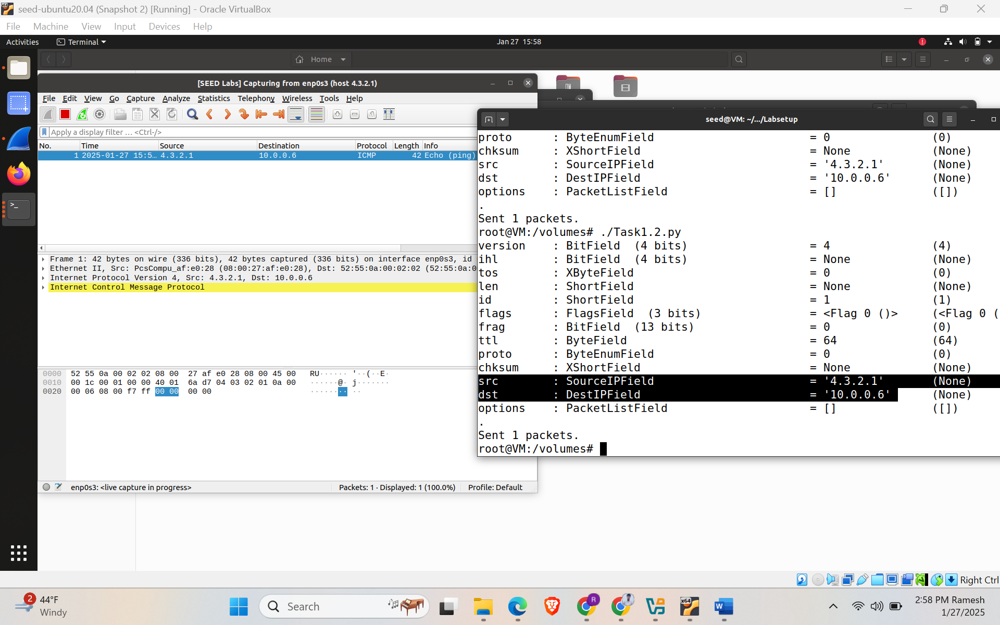 seed-ubuntu20.04 (Snapshot 2) [Running] - Oracle VirtualBox
File Machine View Input Devices Help
Activities Terminal Jan 27 15:58
Home
[SEED Labs] Capturing from enp0s3 (host 4.3.2.1)
File Edit View Go Capture Analyze Statistics Telephony Wireless Tools Help
Apply a display filter … <Ctrl-/>
No. Time Source Destination Protocol Length Info
1 2025-01-27 15:5… 4.3.2.1 10.0.0.6 ICMP 42 Echo (ping)
Frame 1: 42 bytes on wire (336 bits), 42 bytes captured (336 bits) on interface enp0s3, id
Ethernet II, Src: PcsCompu_af:e0:28 (08:00:27:af:e0:28), Dst: 52:55:0a:00:02:02 (52:55:0a:0
Internet Protocol Version 4, Src: 4.3.2.1, Dst: 10.0.0.6
Internet Control Message Protocol
0000 52 55 0a 00 02 02 08 00 27 af e0 28 08 00 45 00 RU······ '··(··E·
0010 00 1c 00 01 00 00 40 01 6a d7 04 03 02 01 0a 00 ······@· j·······
0020 00 06 08 00 f7 ff 00 00 00 00 ········ ··
enp0s3: <live capture in progress> Packets: 1 · Displayed: 1 (100.0%) Profile: Default
seed@VM: ~/.../Labsetup
proto : ByteEnumField = 0 (0)
chksum : XShortField = None (None)
src : SourceIPField = '4.3.2.1' (None)
dst : DestIPField = '10.0.0.6' (None)
options : PacketListField = [] ([])
.
Sent 1 packets.
root@VM:/volumes# ./Task1.2.py
version : BitField (4 bits) = 4 (4)
ihl : BitField (4 bits) = None (None)
tos : XByteField = 0 (0)
len : ShortField = None (None)
id : ShortField = 1 (1)
flags : FlagsField (3 bits) = <Flag 0 ()> (<Flag 0 (
frag : BitField (13 bits) = 0 (0)
ttl : ByteField = 64 (64)
proto : ByteEnumField = 0 (0)
chksum : XShortField = None (None)
src : SourceIPField = '4.3.2.1' (None)
dst : DestIPField = '10.0.0.6' (None)
options : PacketListField = [] ([])
.
Sent 1 packets.
root@VM:/volumes#
Right Ctrl
2
44°F
Windy
Search
R
x64
W
2:58 PM Ramesh
1/27/2025